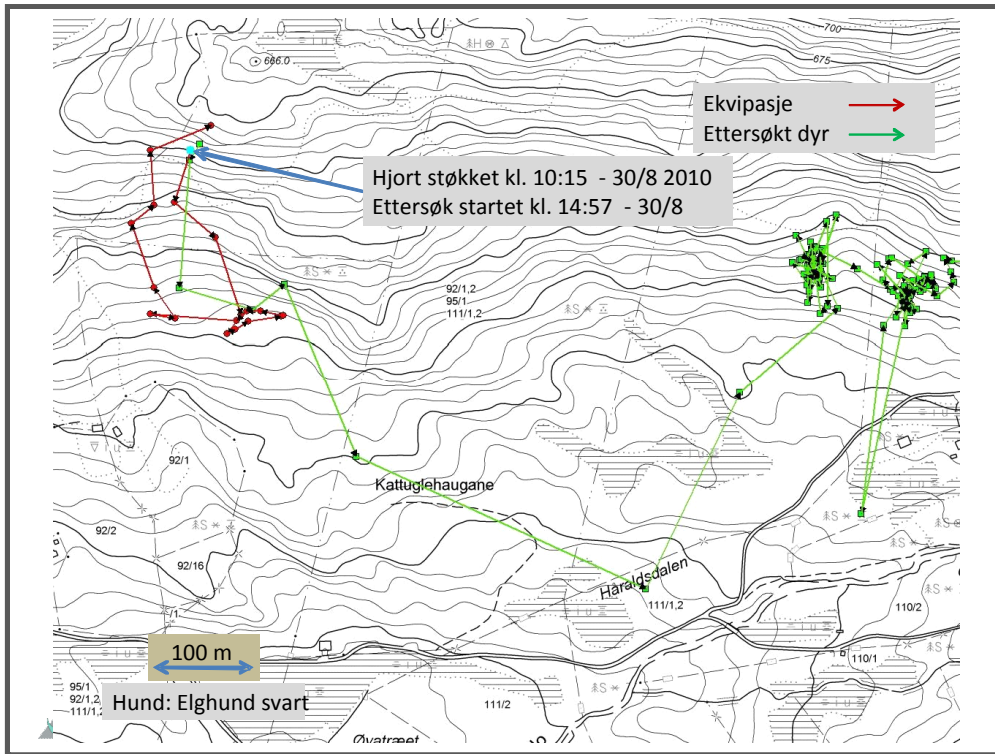 700
666.0
675
Ekvipasje
Ettersøkt dyr
Hjort støkket kl. 10:15 - 30/8 2010
Ettersøk startet kl. 14:57 - 30/8
92/1,2
95/1
111/1,2
92/1
Kattuglehaugane
92/2
92/16
Håraldsdalen
111/1,2
110/2
/1
100 m
110/1
95/1
92/1,2
111/1,2
Hund: Elghund svart
111/2
Øvatræet